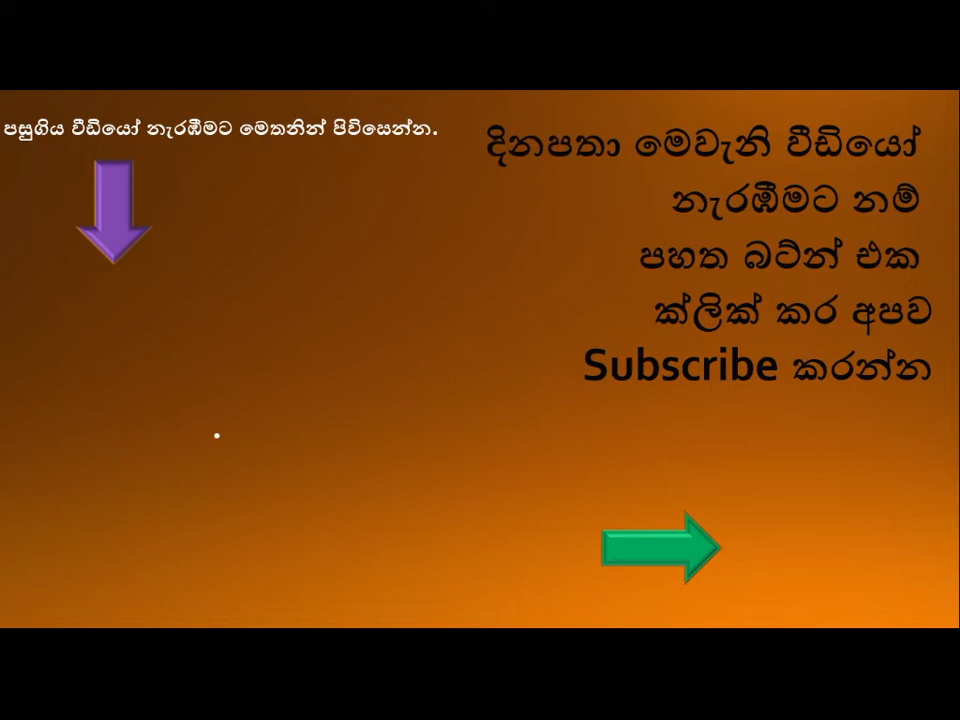 පසුගිය වීඩියෝ නැරඹීමට මෙතනින් පිවිසෙන්න.
දිනපතා මෙවැනි වීඩියෝ
නැරඹීමට නම්
පහත බටන් එක
ක්ලික් කර අපව
Subscribe කරන්න